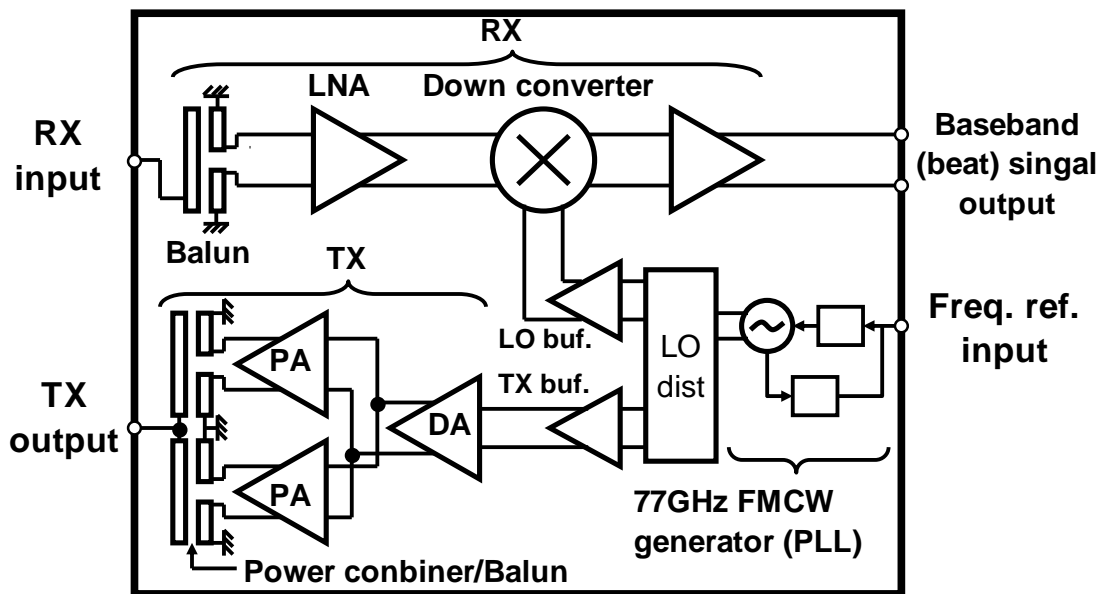 RX
LNA
Down converter
RX
input
Baseband
(beat) singal
output
Balun
TX
Freq. ref.
input
LO buf.
LO
dist
PA
TX buf.
TX
output
DA
PA
77GHz FMCW
generator (PLL)
Power conbiner/Balun